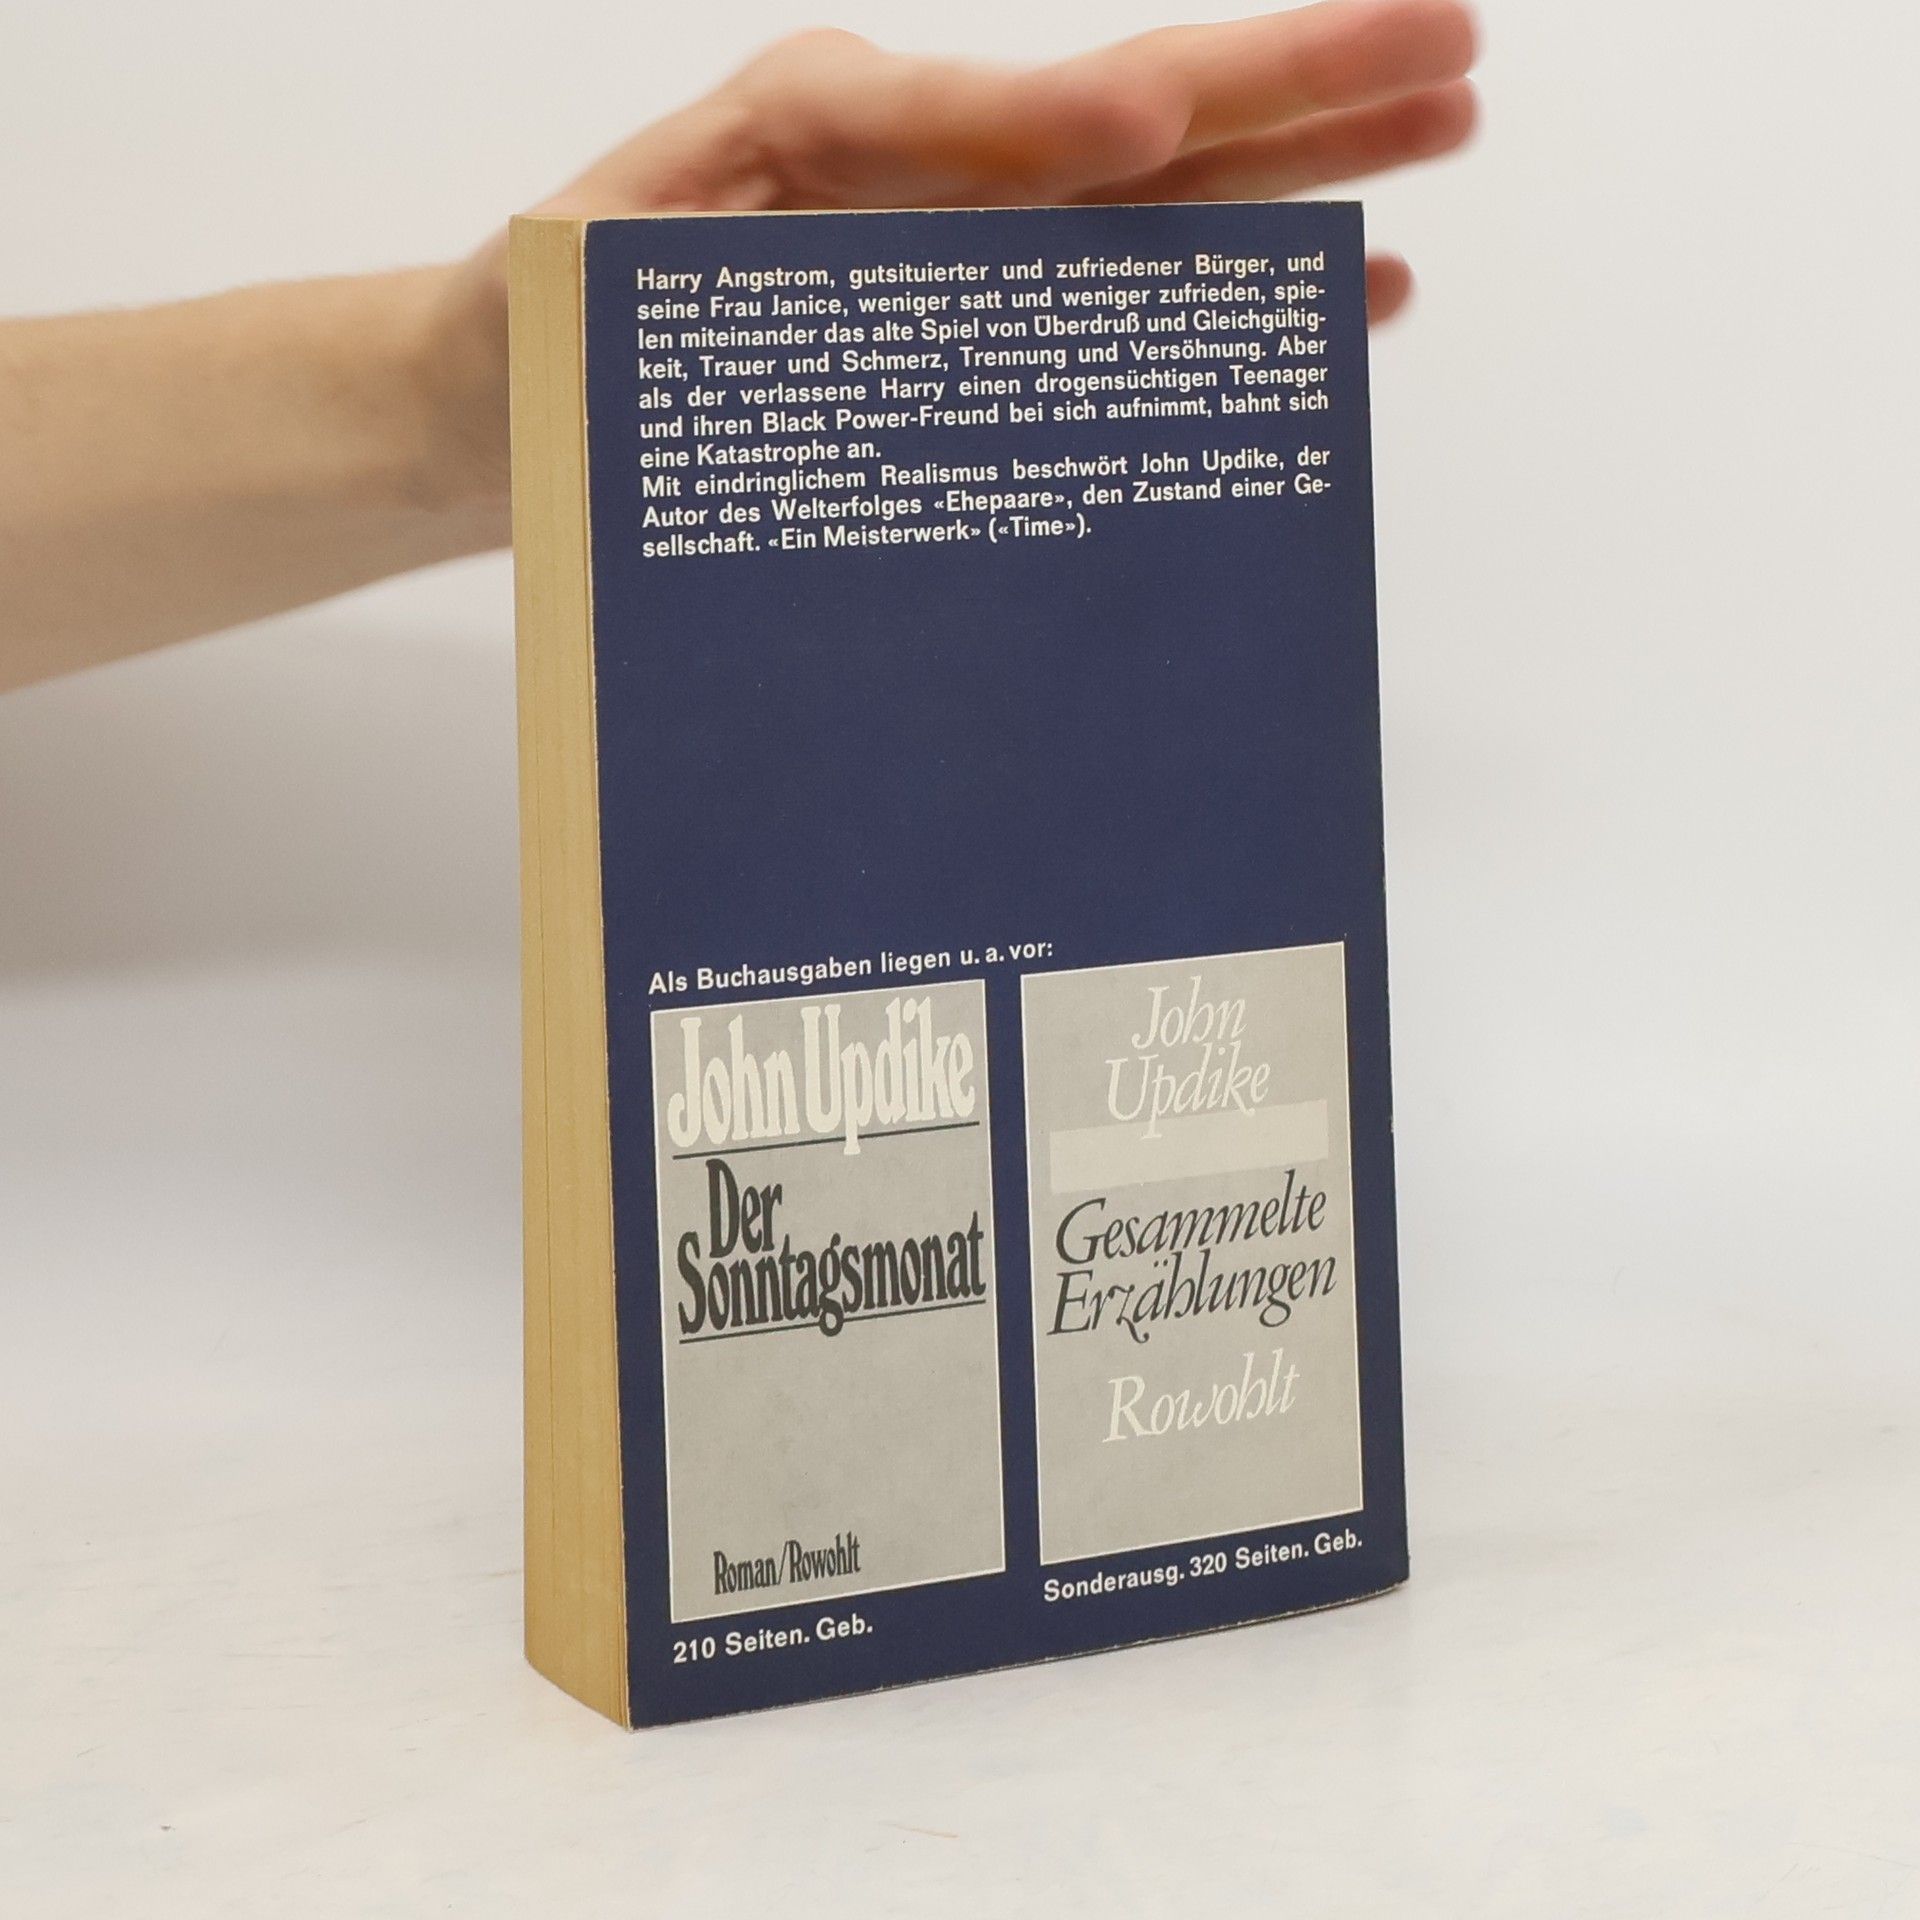 Harry Angstrom, gutsituierter und zufriedener Bürger, und
seine Frau Janice, weniger satt und weniger zufrieden, spie-
len miteinander das alte Spiel von Überdruß und Gleichgültig-
keit, Trauer und Schmerz, Trennung und Versöhnung. Aber
als der verlassene Harry einen drogensüchtigen Teenager
und ihren Black Power-Freund bei sich aufnimmt, bahnt sich
eine Katastrophe an.
Mit eindringlichem Realismus beschwört John Updike, der
Autor des Welterfolges «Ehepaare», den Zustand einer Ge-
sellschaft. «Ein Meisterwerk» («Time»).
Als Buchausgaben liegen u. a. vor:
John Updike
Der
Sonntagsmonat
Roman/Rowohlt
210 Seiten. Geb.
John
Updike
Gesammelte
Erzählungen
Rowohlt
Sonderausg. 320 Seiten. Geb.